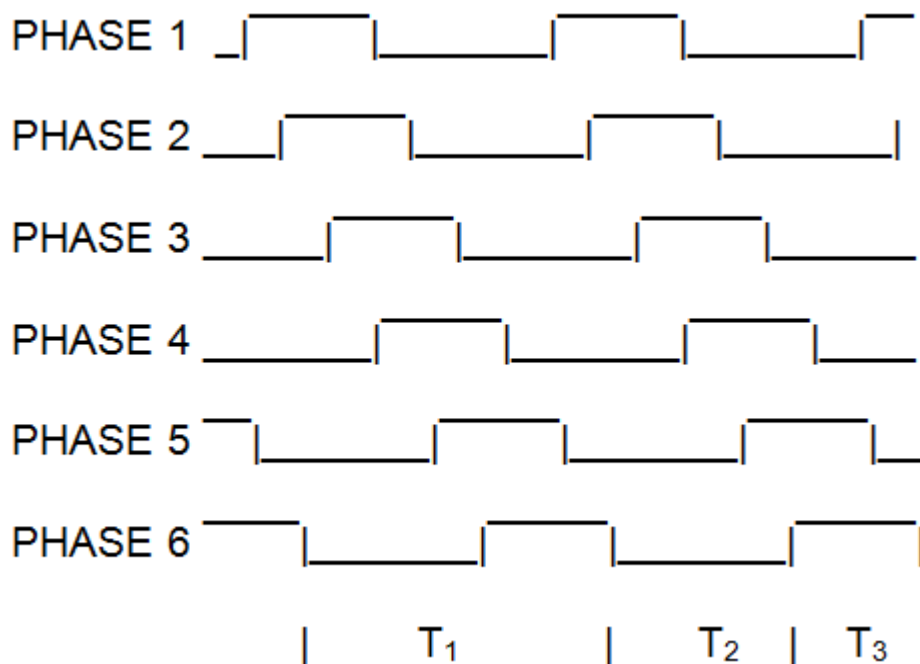 PHASE 1
PHASE 2
PHASE 3
PHASE 4
PHASE 5
PHASE 6
| T₁ | T₂ | T₃